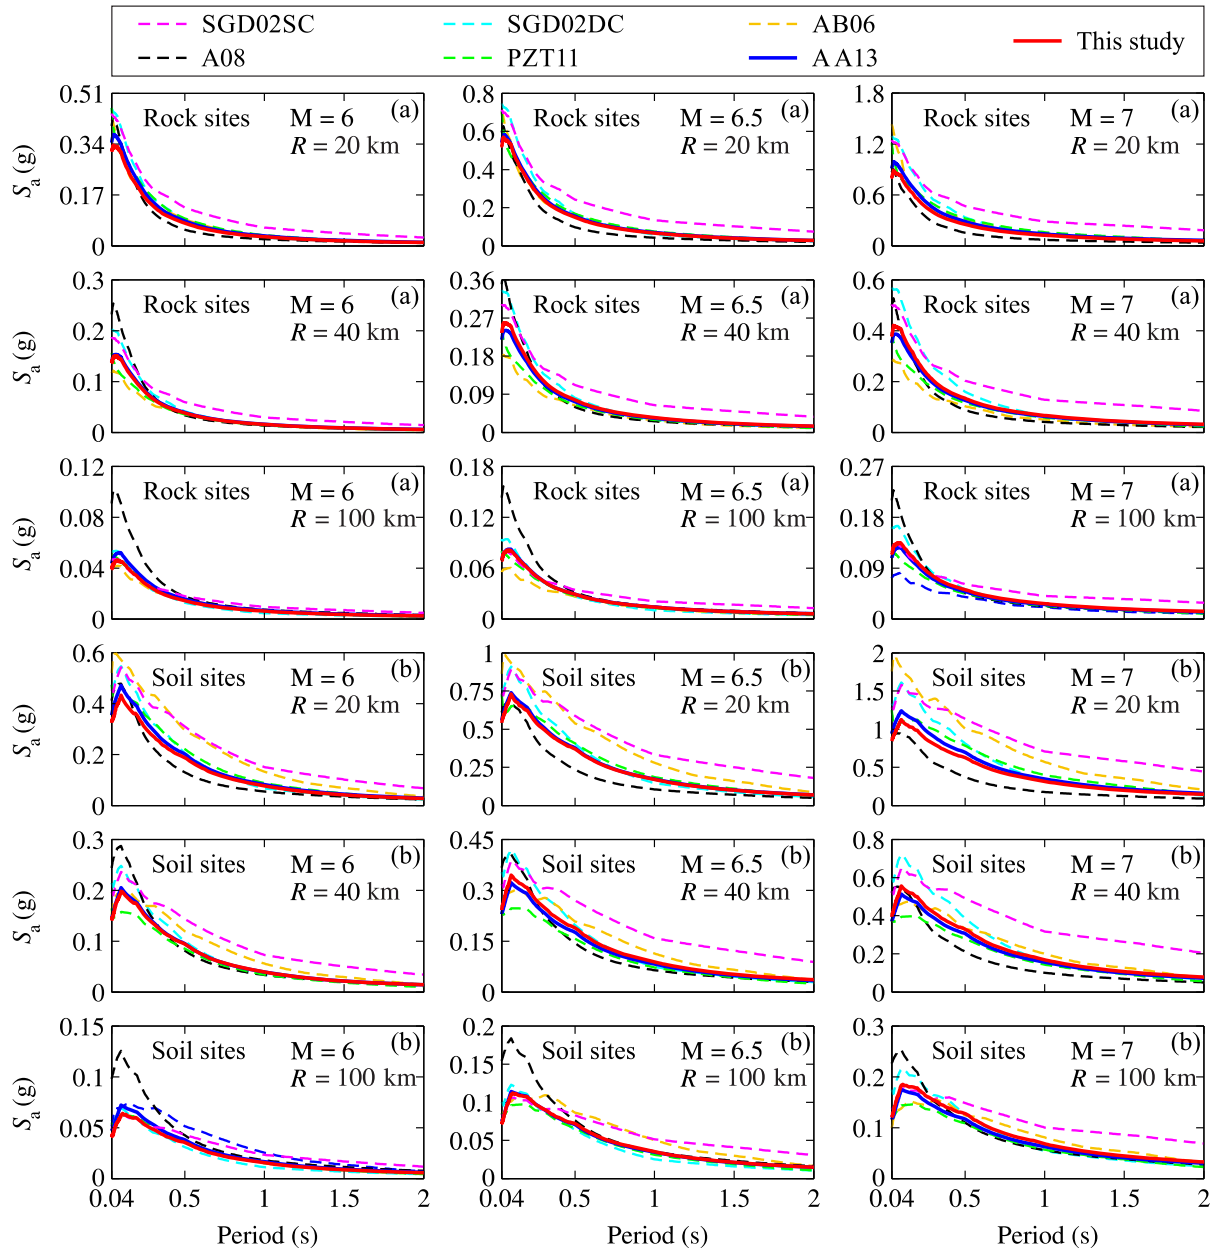 SGD02SC SGD02DC AB06 This study
A08 PZT11 AA13
0.51 Rock sites M = 6 (a) 0.8 Rock sites M = 6.5 (a) 1.8 Rock sites M = 7 (a)
R = 20 km R = 20 km R = 20 km
0.34 0.6 1.2
Sa (g) 0.17 0.4 0.6
0.2
0 0 0
0.3 Rock sites M = 6 (a) 0.36 Rock sites M = 6.5 (a) 0.6 Rock sites M = 7 (a)
R = 40 km R = 40 km R = 40 km
0.2 0.27 0.4
Sa (g) 0.1 0.18 0.2
0.09
0 0 0
0.12 Rock sites M = 6 (a) 0.18 Rock sites M = 6.5 (a) 0.27 Rock sites M = 7 (a)
R = 100 km R = 100 km R = 100 km
0.08 0.12 0.18
Sa (g) 0.04 0.06 0.09
0 0 0
0.6 Soil sites M = 6 (b) 1 Soil sites M = 6.5 (b) 2 Soil sites M = 7 (b)
R = 20 km R = 20 km R = 20 km
0.4 0.75 1.5
Sa (g) 0.2 0.5 1
0.25 0.5
0 0 0
0.3 Soil sites M = 6 (b) 0.45 Soil sites M = 6.5 (b) 0.8 Soil sites M = 7 (b)
R = 40 km R = 40 km R = 40 km
0.2 0.3 0.6
Sa (g) 0.1 0.15 0.4
0.2
0 0 0
0.15 Soil sites M = 6 (b) 0.2 Soil sites M = 6.5 (b) 0.3 Soil sites M = 7 (b)
R = 100 km R = 100 km R = 100 km
0.1 0.15 0.2
Sa (g) 0.05 0.1 0.1
0.05
0 0 0
0.04 0.5 1 1.5 2 0.04 0.5 1 1.5 2 0.04 0.5 1 1.5 2
Period (s) Period (s) Period (s)